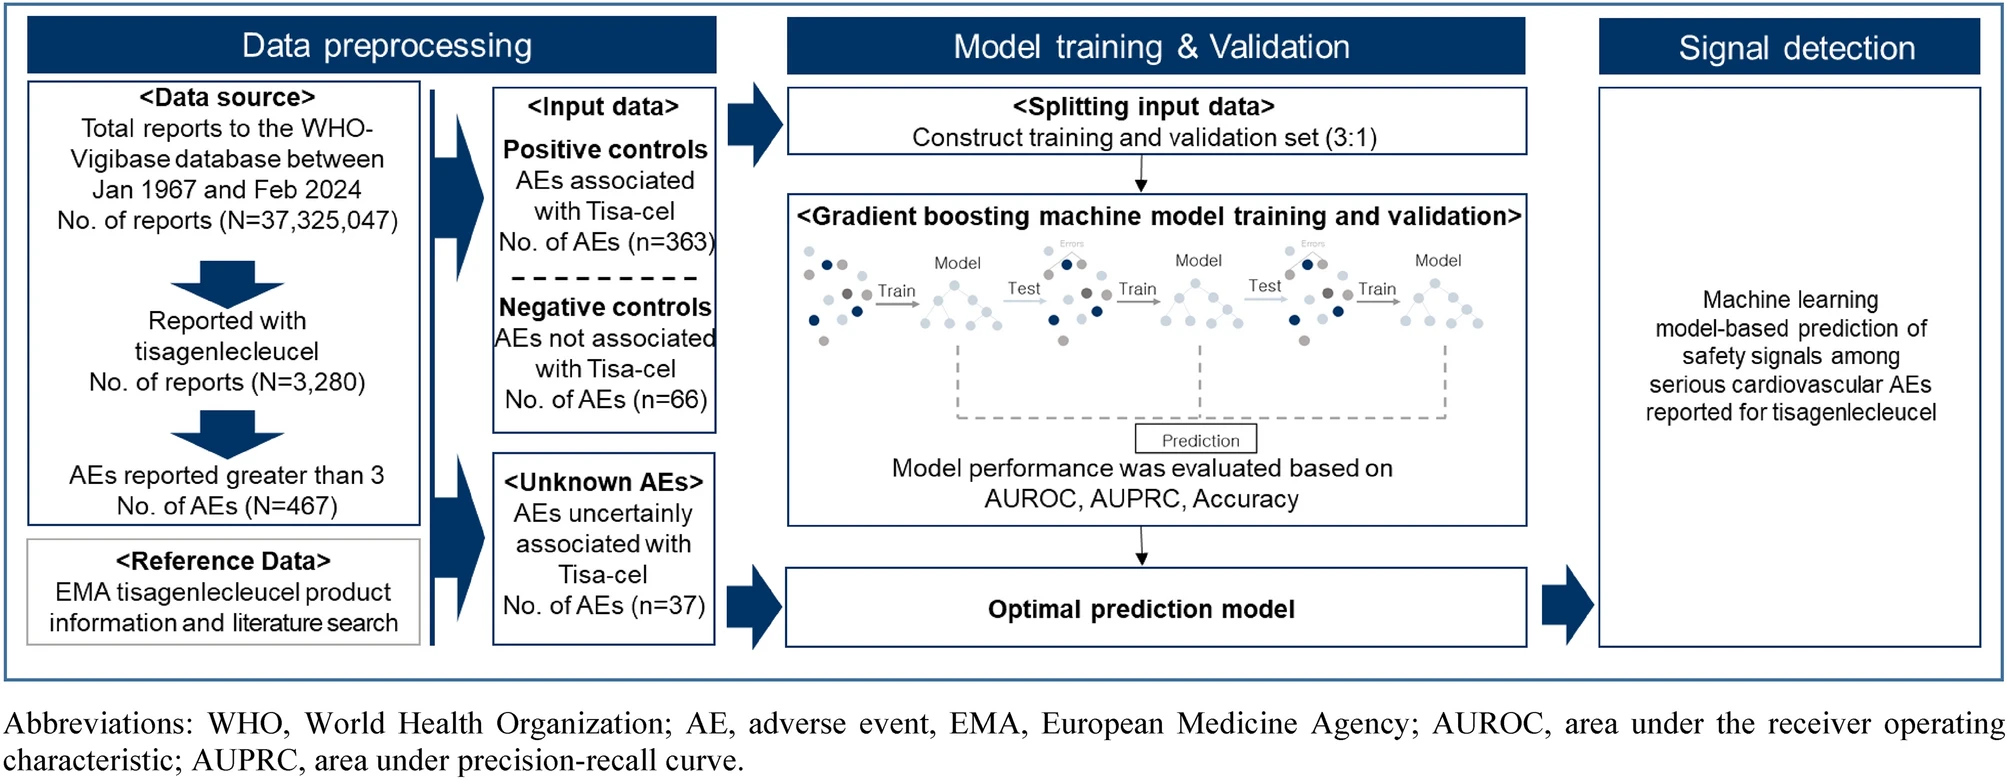 Data preprocessing
<Data source>
Total reports to the WHO-
Vigibase database between
Jan 1967 and Feb 2024
No. of reports (N=37,325,047)
Reported with
tisagenlecleucel
No. of reports (N=3,280)
AEs reported greater than 3
No. of AEs (N=467)
<Reference Data>
EMA tisagenlecleucel product
information and literature search
<Input data>
Positive controls
AEs associated
with Tisa-cel
No. of AEs (n=363)
Negative controls
AEs not associated
with Tisa-cel
No. of AEs (n=66)
<Unknown AEs>
AEs uncertainly
associated with
Tisa-cel
No. of AEs (n=37)
Model training & Validation
<Splitting input data>
Construct training and validation set (3:1)
<Gradient boosting machine model training and validation>
Train
Model
Test
Errors
Train
Model
Test
Errors
Train
Model
Prediction
Model performance was evaluated based on
AUROC, AUPRC, Accuracy
Optimal prediction model
Signal detection
Machine learning
model-based prediction of
safety signals among
serious cardiovascular AEs
reported for tisagenlecleucel
Abbreviations: WHO, World Health Organization; AE, adverse event, EMA, European Medicine Agency; AUROC, area under the receiver operating
characteristic; AUPRC, area under precision-recall curve.